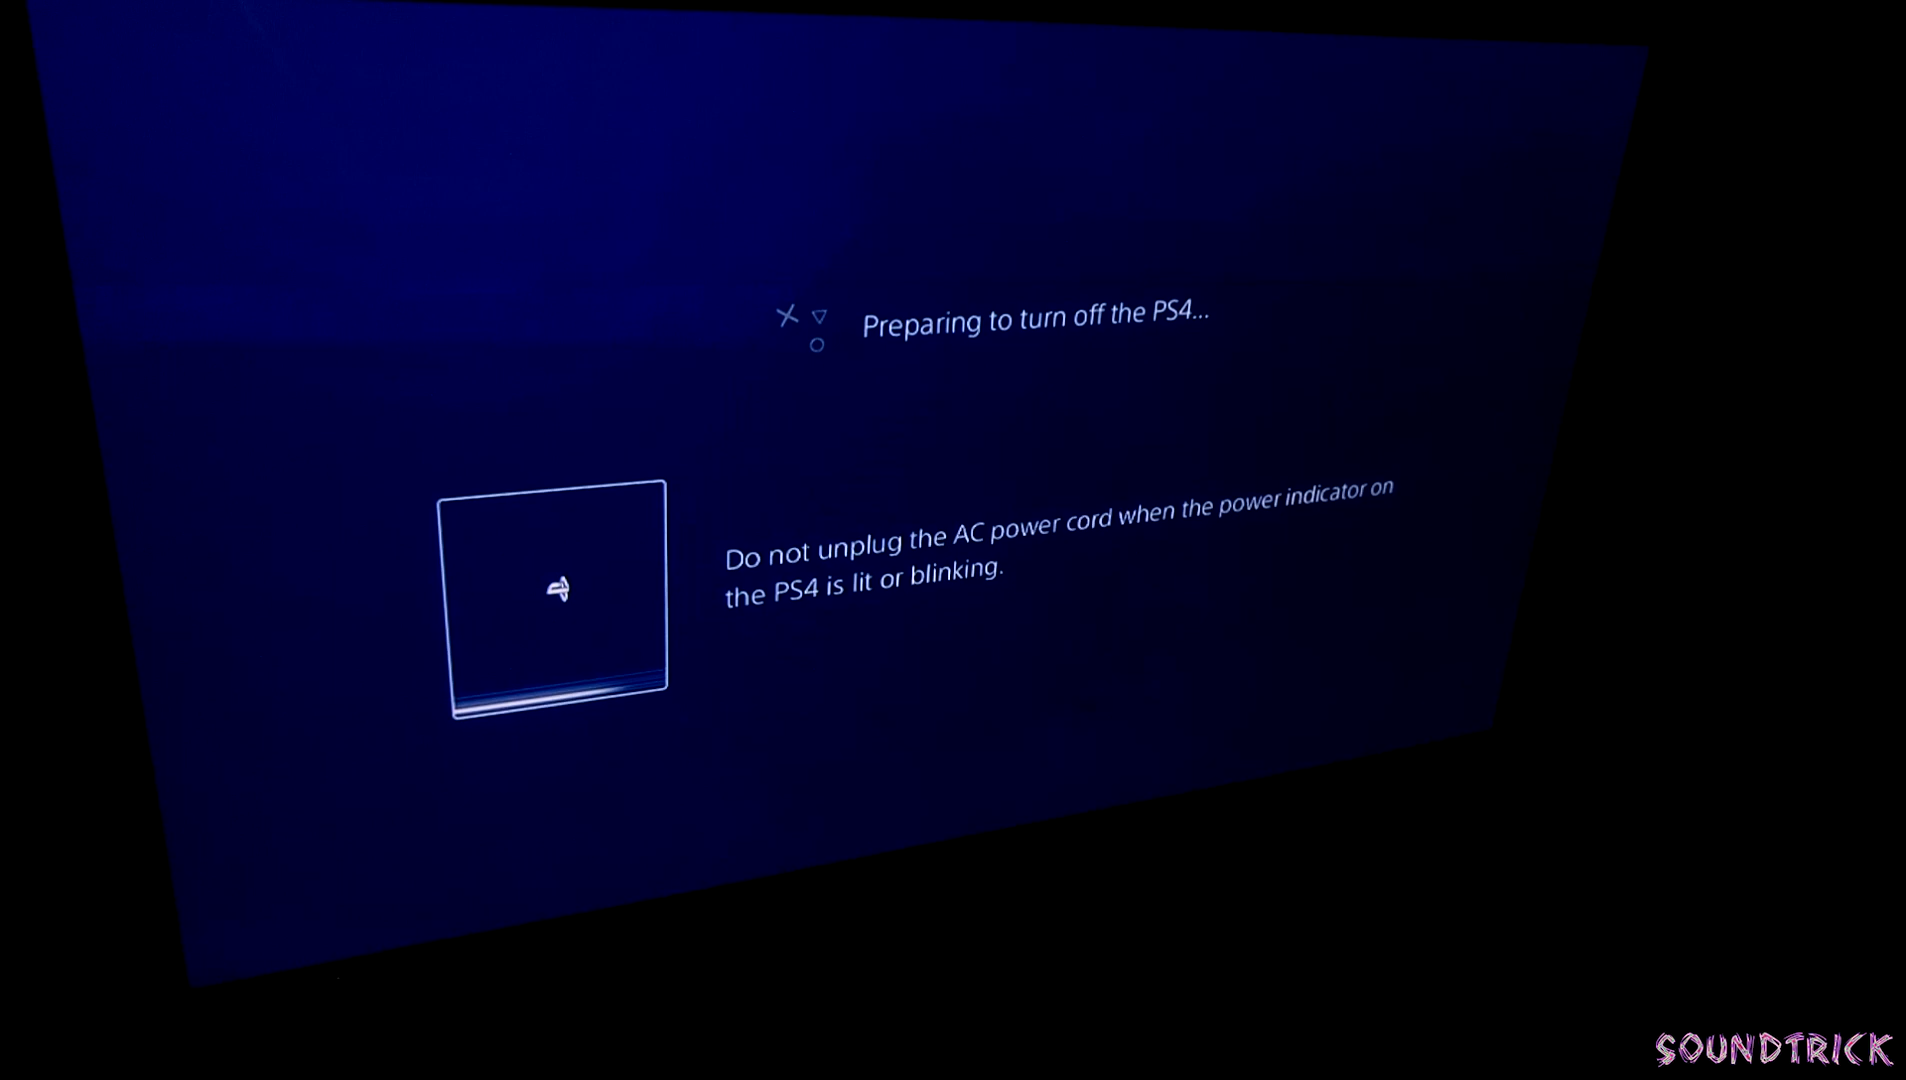 Preparing to turn off the PS4...
Do not unplug the AC power cord when the power indicator on
the PS4 is lit or blinking.
SOUNDTRICK